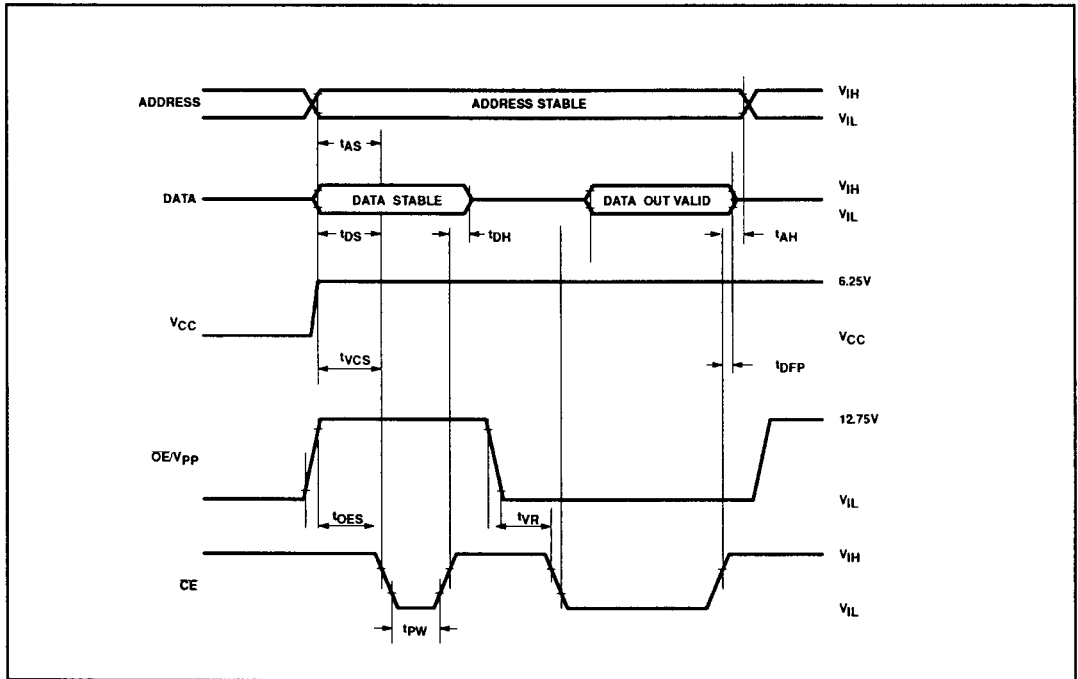 ADDRESS ADDRESS STABLE VIH
VIL
tAS
DATA DATA STABLE DATA OUT VALID VIH
VIL
tDS tDH tAH
6.25V
VCC VCC
tVCS tDFP
12.75V
OE/VPP
VIL
tOES tVR
VIH
CE
VIL
tPW